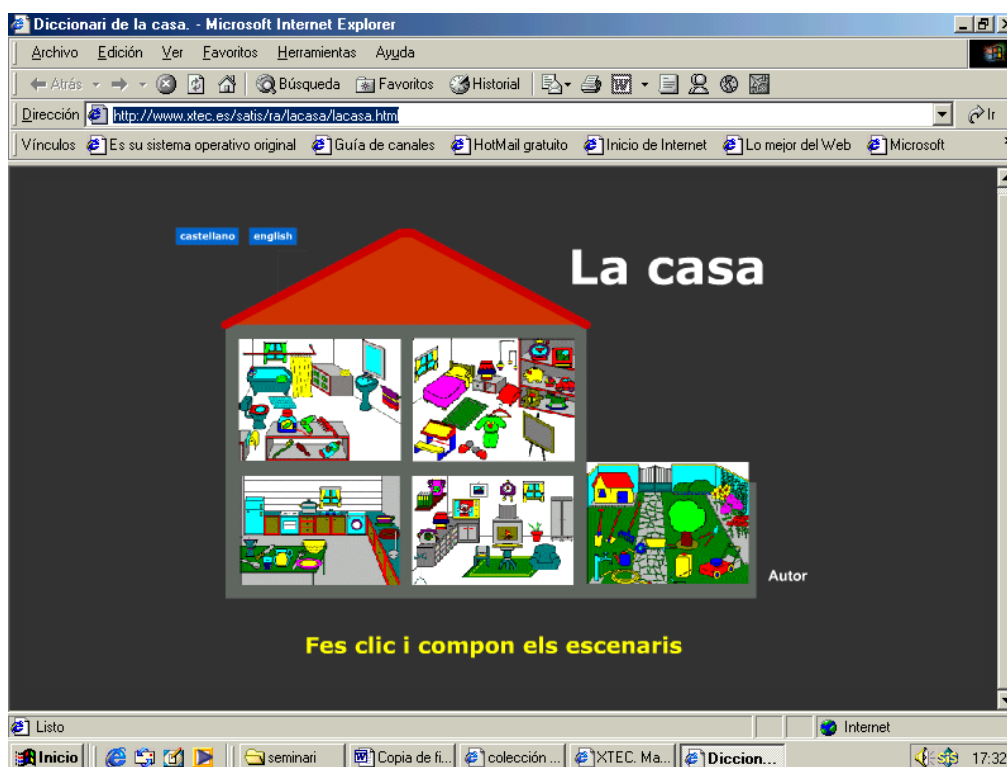 Diccionari de la casa. - Microsoft Internet Explorer
Archivo Edición Ver Favoritos Herramientas Ayuda
Atrás Búsqueda Favoritos Historial
Dirección http://www.xtec.es/satis/ra/lacasa/lacasa.html Ir
Vínculos Es su sistema operativo original Guía de canales HotMail gratuito Inicio de Internet Lo mejor del Web Microsoft
castellano english
La casa
Autor
Fes clic i compon els escenaris
Listo Internet
Inicio seminari Copia de fi... colección ... XTEC. Ma... Diccion... 17:32